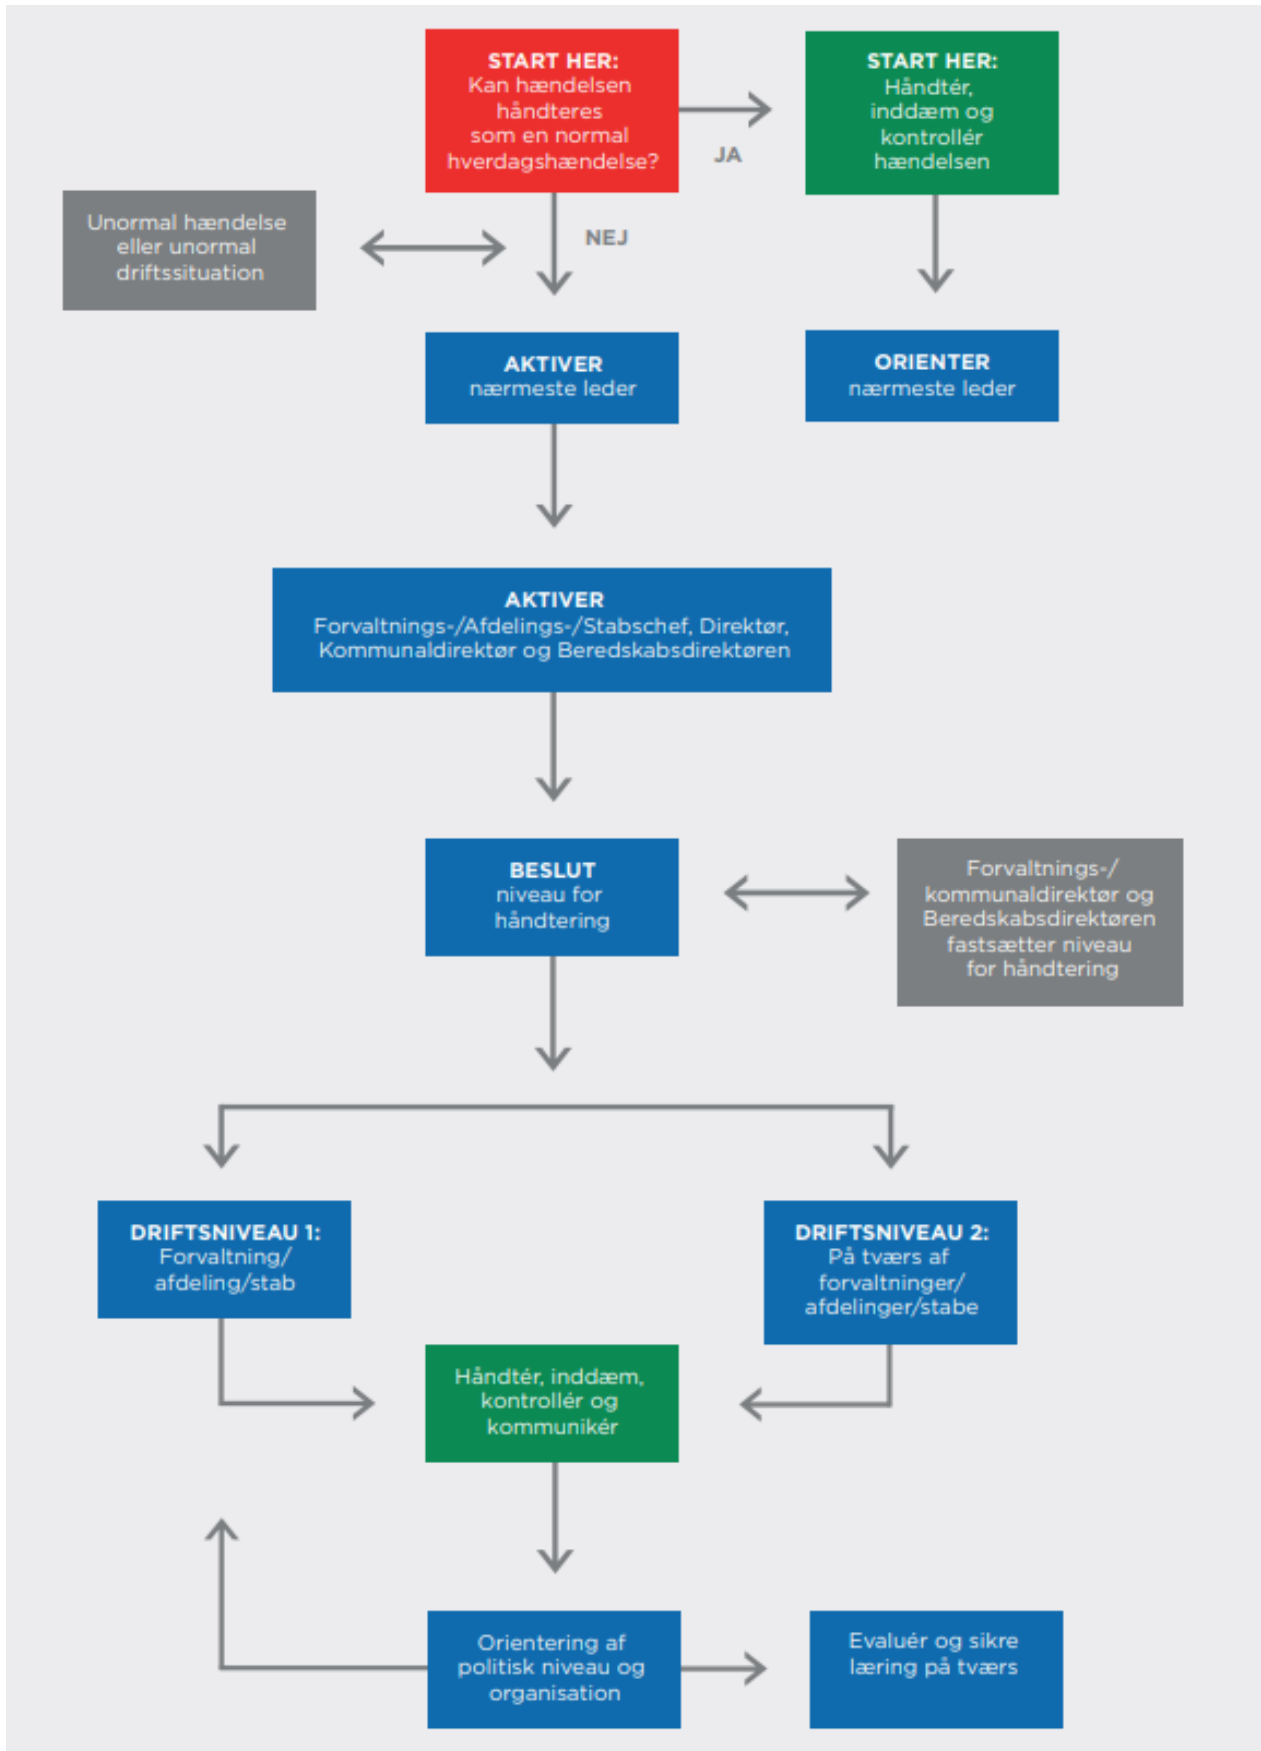 START HER:
Kan hændelsen
håndteres
som en normal
hverdagshændelse?
JA
START HER:
Håndtér,
inddæm og
kontrollér
hændelsen
Unormal hændelse
eller unormal
driftssituation
NEJ
AKTIVER
nærmeste leder
ORIENTER
nærmeste leder
AKTIVER
Forvaltnings-/Afdelings-/Stabschef, Direktør,
Kommunaldirektør og Beredskabsdirektøren
BESLUT
niveau for
håndtering
Forvaltnings-/
kommunaldirektør og
Beredskabsdirektøren
fastsætter niveau
for håndtering
DRIFTSNIVEAU 1:
Forvaltning/
afdeling/stab
DRIFTSNIVEAU 2:
På tværs af
forvaltninger/
afdelinger/stabe
Håndtér, inddæm,
kontrollér og
kommunikér
Orientering af
politisk niveau og
organisation
Evaluér og sikre
læring på tværs